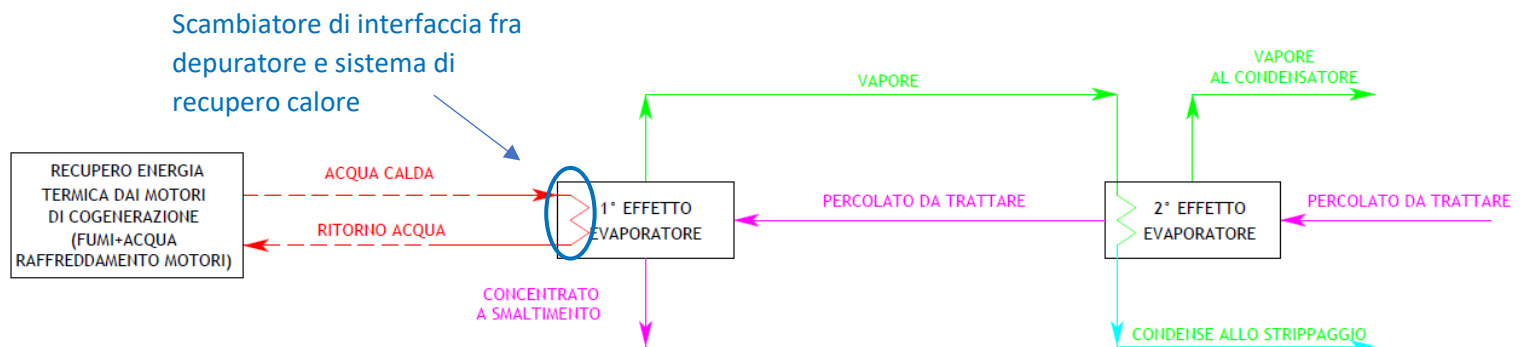 Scambiatore di interfaccia fra
depuratore e sistema di
recupero calore
VAPORE
VAPORE
AL CONDENSATORE
RECUPERO ENERGIA
TERMICA DAI MOTORI
DI COGENERAZIONE
(FUMI+ACQUA
RAFFREDDAMENTO MOTORI)
ACQUA CALDA
RITORNO ACQUA
1° EFFETTO
EVAPORATORE
PERCOLATO DA TRATTARE
2° EFFETTO
EVAPORATORE
PERCOLATO DA TRATTARE
CONCENTRATO
A SMALTIMENTO
CONDENSE ALLO STRIPPAGGIO